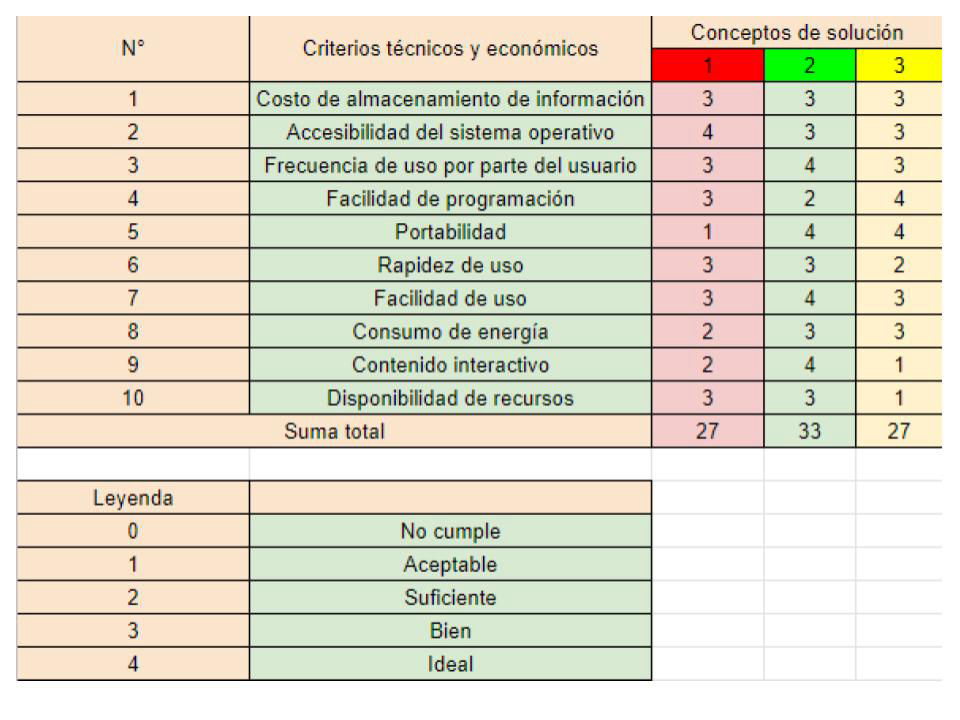 N° Criterios técnicos y económicos Conceptos de solución
1 2 3
1 Costo de almacenamiento de información 3 3 3
2 Accesibilidad del sistema operativo 4 3 3
3 Frecuencia de uso por parte del usuario 3 4 3
4 Facilidad de programación 3 2 4
5 Portabilidad 1 4 4
6 Rapidez de uso 3 3 2
7 Facilidad de uso 3 4 3
8 Consumo de energía 2 3 3
9 Contenido interactivo 2 4 1
10 Disponibilidad de recursos 3 3 1
Suma total 27 33 27
Leyenda
0 No cumple
1 Aceptable
2 Suficiente
3 Bien
4 Ideal